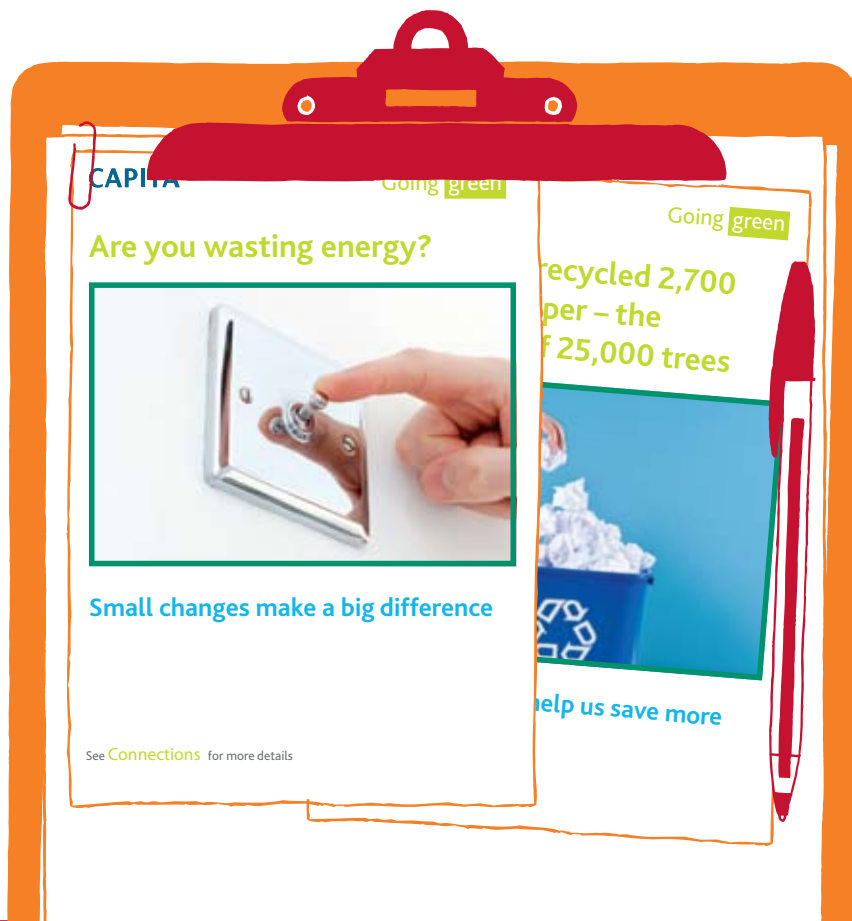 CAPITA
Going green
Are you wasting energy?
Small changes make a big difference
See Connections for more details
Going green
recycled 2,700
per – the
f 25,000 trees
help us save more